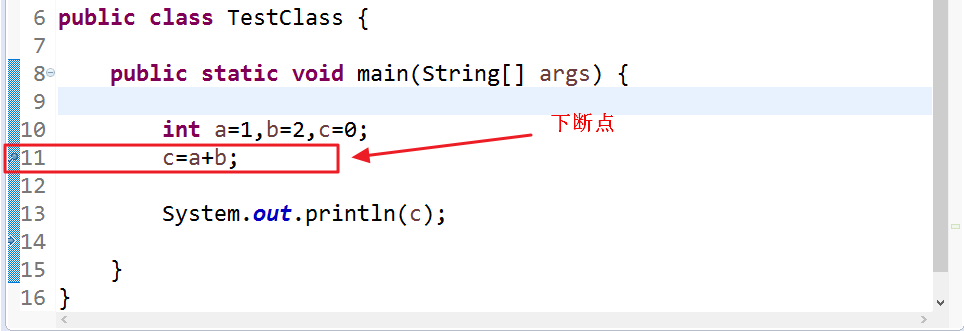 6 public class TestClass {
7
8 public static void main(String[] args) {
9
10 int a=1,b=2,c=0;
下断点
11 c=a+b;
12
13 System.out.println(c);
14
15 }
16 }